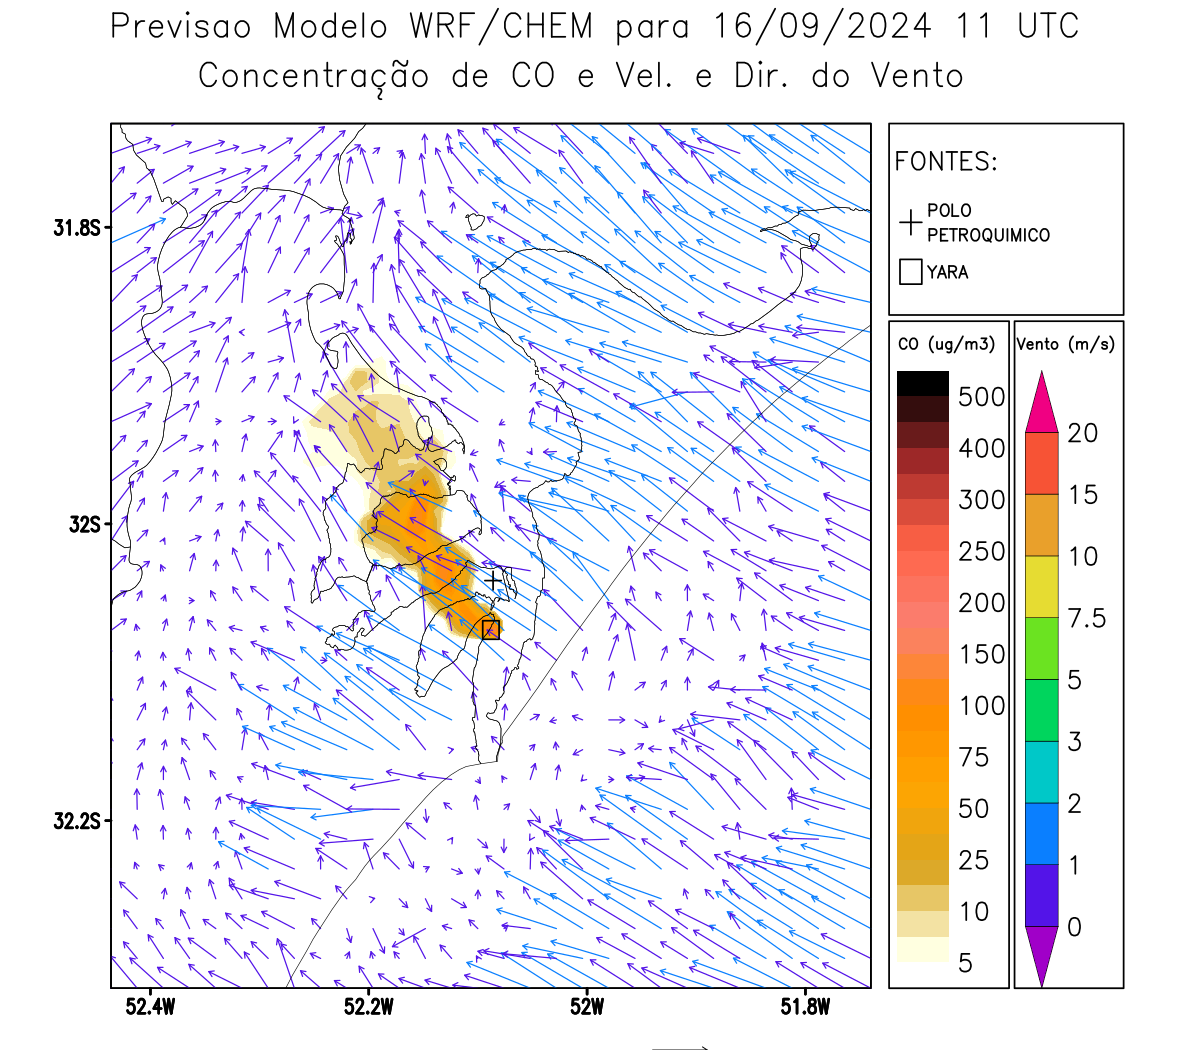 Previsao Modelo WRF/CHEM para 16/09/2024 11 UTC
Concentração de CO e Vel. e Dir. do Vento
FONTES:
POLO
PETROQUIMICO
YARA
CO (ug/m3)
500
400
300
250
200
150
100
75
50
25
10
5
Vento (m/s)
20
15
10
7.5
5
3
2
1
0
31.8S
32S
32.2S
52.4W 52.2W 52W 51.8W